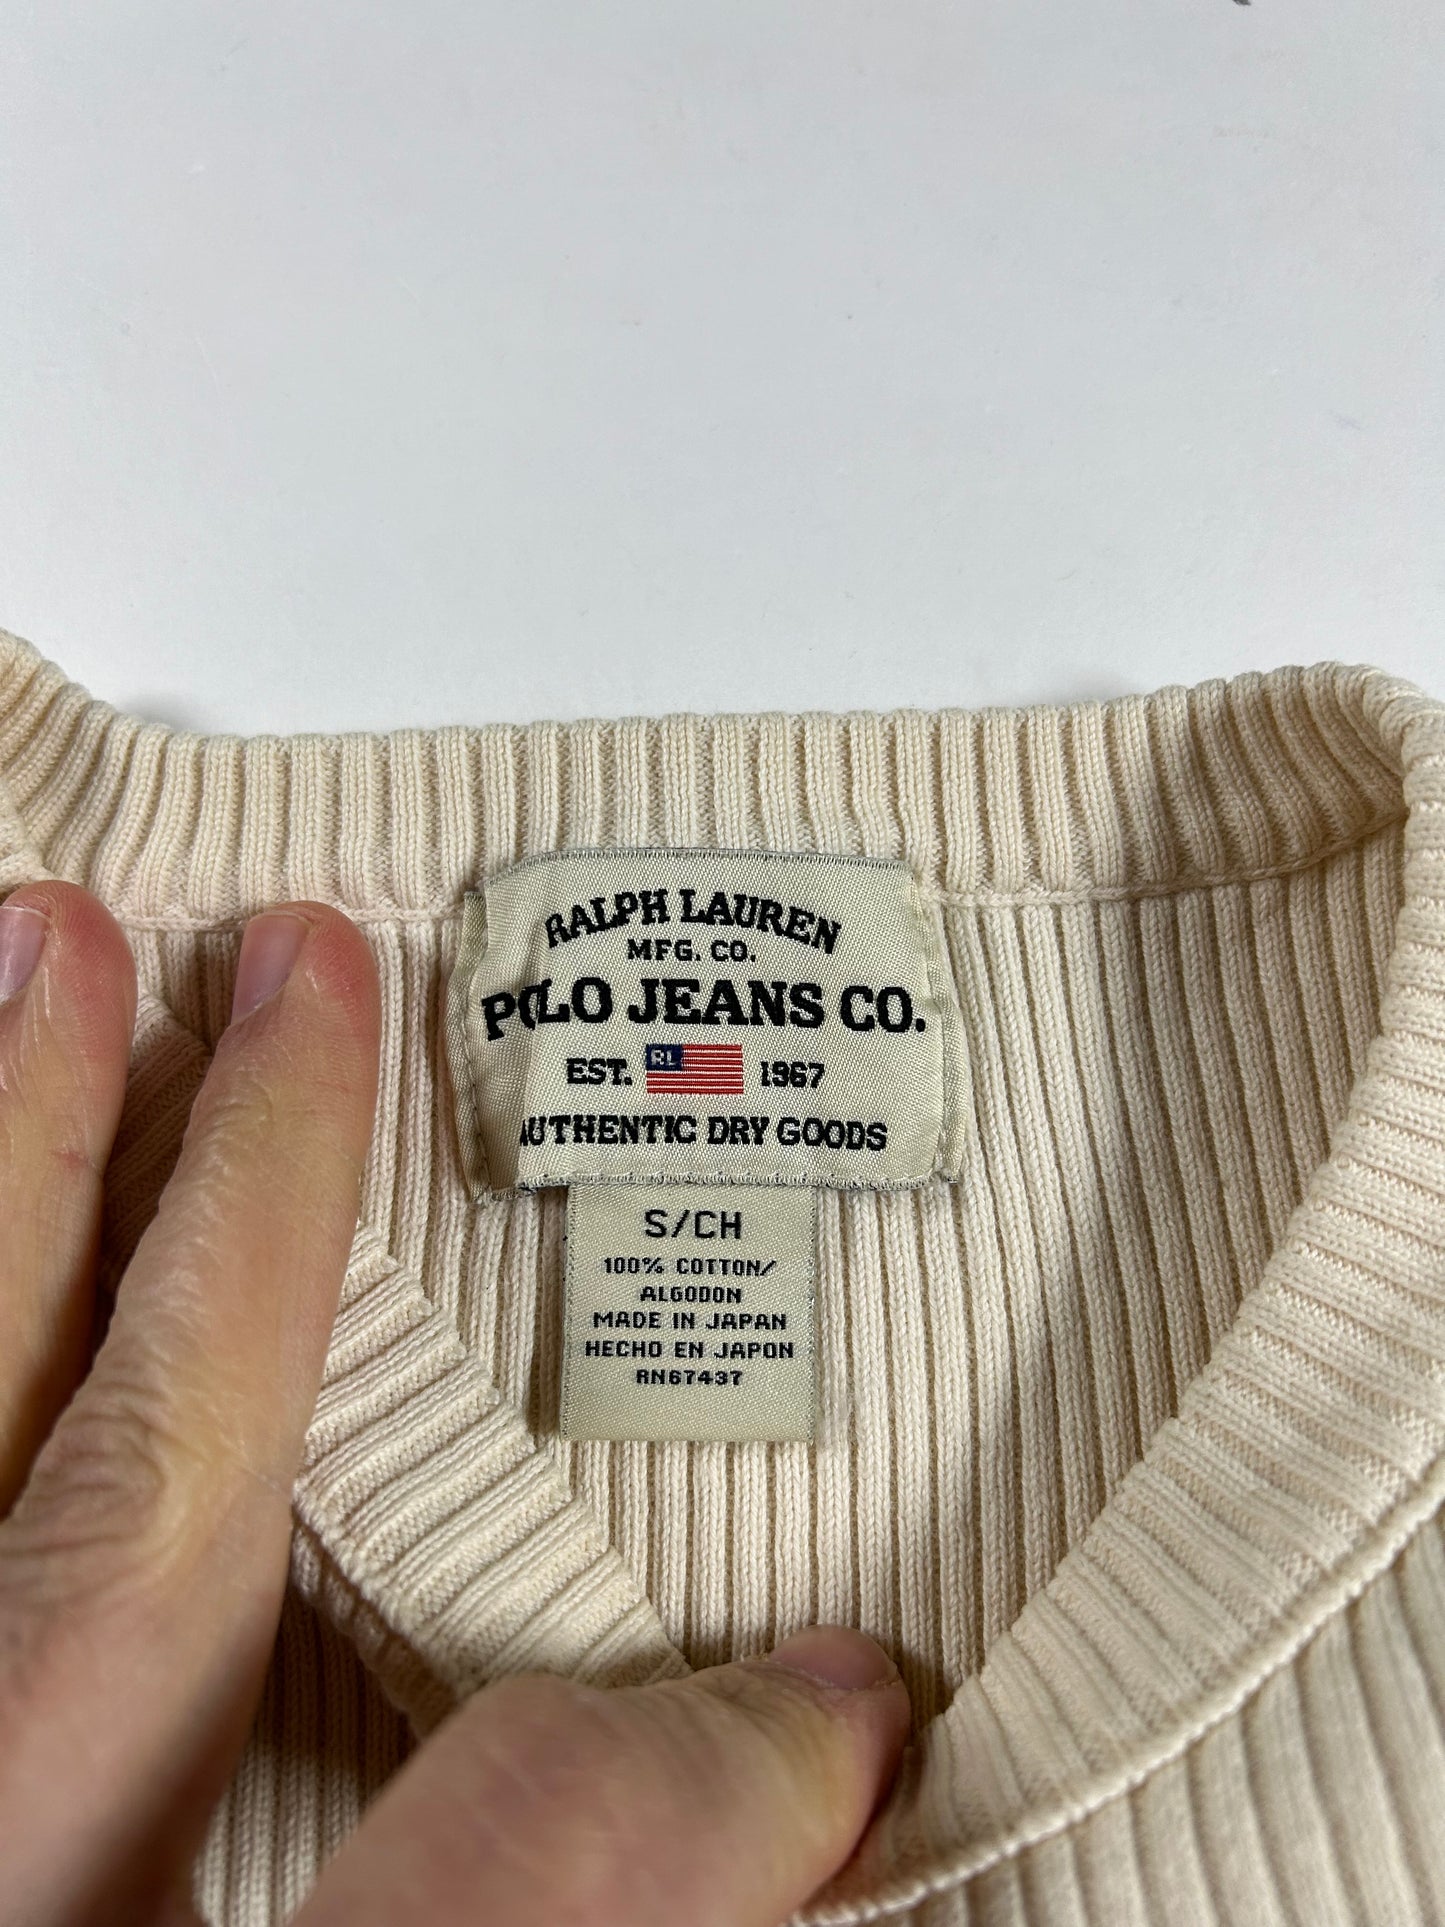 RALPH LAUREN
MFG. CO.
POLO JEANS CO.
EST. RL 1967
AUTHENTIC DRY GOODS
S/CH
100% COTTON/
ALGODON
MADE IN JAPAN
HECHO EN JAPON
RN67437